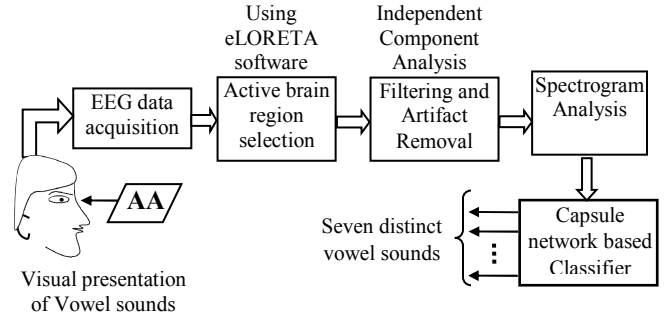 Using
eLORETA
software
Independent
Component
Analysis
EEG data
acquisition
Active brain
region
selection
Filtering and
Artifact
Removal
Spectrogram
Analysis
AA
Visual presentation
of Vowel sounds
Seven distinct
vowel sounds
Capsule
network based
Classifier